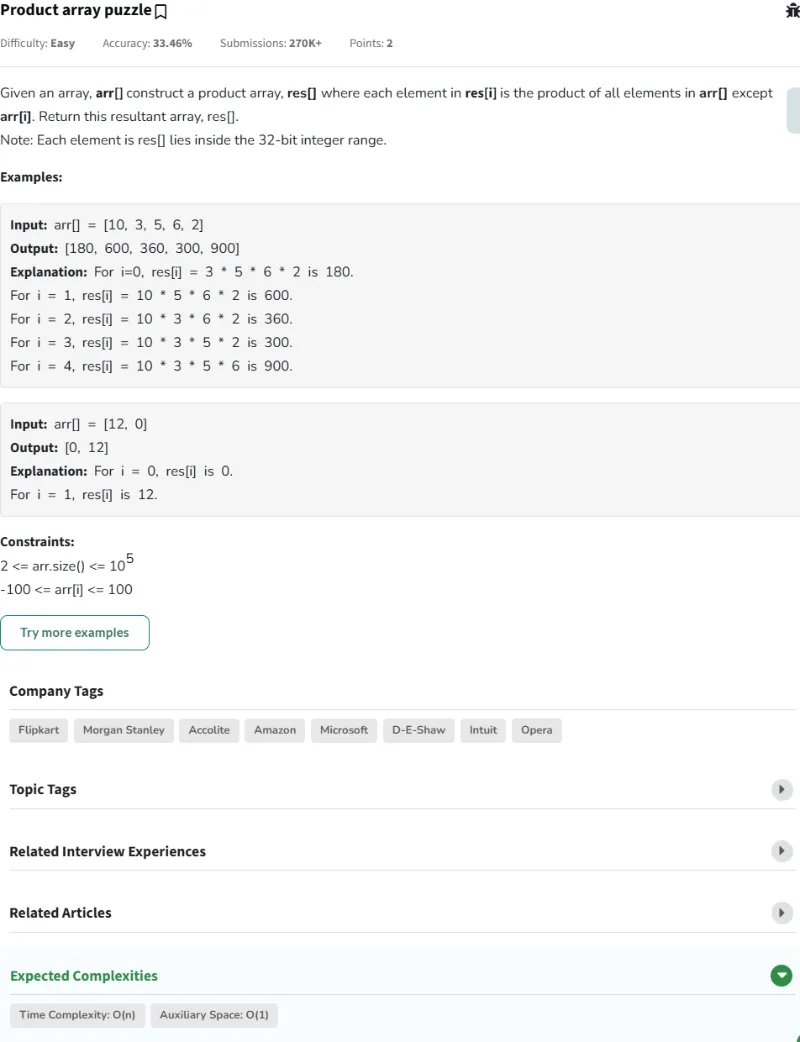 Product array puzzle
Difficulty: Easy Accuracy: 33.46% Submissions: 270K+ Points: 2
Given an array, arr[] construct a product array, res[] where each element in res[i] is the product of all elements in arr[] except
arr[i]. Return this resultant array, res[].
Note: Each element is res[] lies inside the 32-bit integer range.
Examples:
Input: arr[] = [10, 3, 5, 6, 2]
Output: [180, 600, 360, 300, 900]
Explanation: For i=0, res[i] = 3 * 5 * 6 * 2 is 180.
For i = 1, res[i] = 10 * 5 * 6 * 2 is 600.
For i = 2, res[i] = 10 * 3 * 6 * 2 is 360.
For i = 3, res[i] = 10 * 3 * 5 * 2 is 300.
For i = 4, res[i] = 10 * 3 * 5 * 6 is 900.
Input: arr[] = [12, 0]
Output: [0, 12]
Explanation: For i = 0, res[i] is 0.
For i = 1, res[i] is 12.
Constraints:
2 <= arr.size() <= 10^5
-100 <= arr[i] <= 100
Try more examples
Company Tags
Flipkart Morgan Stanley Accolite Amazon Microsoft D-E-Shaw Intuit Opera
Topic Tags
Related Interview Experiences
Related Articles
Expected Complexities
Time Complexity: O(n) Auxiliary Space: O(1)